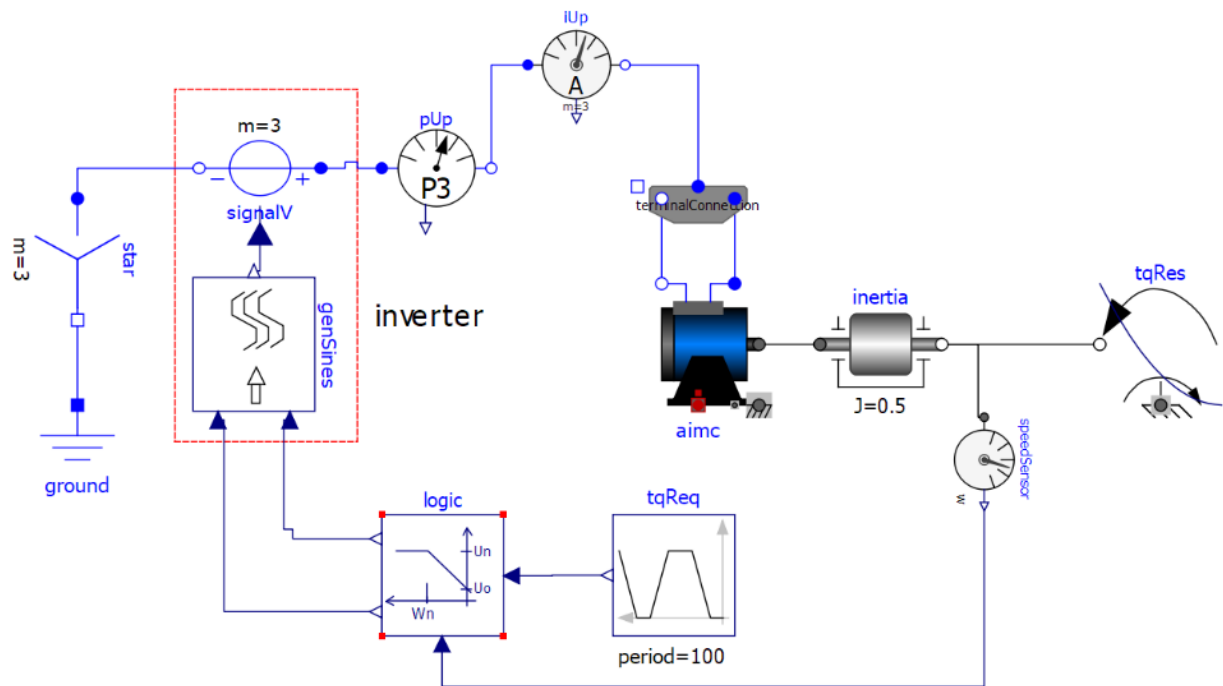 iUp
A
m=3
pUp
P3
m=3
−
+
signalV
star
m=3
genSines
inverter
terminalConnection
tqRes
inertia
J=0.5
aimc
speedSensor
w
ground
logic
Un
Uo
Wn
tqReq
period=100